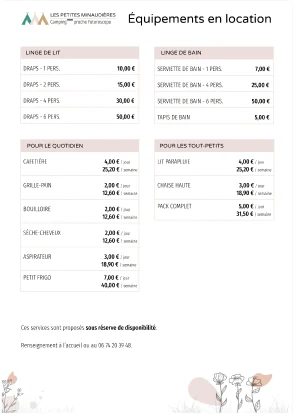 LES PETITES MINAUDIÈRES
Camping *** proche futuroscope
Équipements en location
LINGE DE LIT
DRAPS - 1 PERS. 10,00 €
DRAPS - 2 PERS. 15,00 €
DRAPS - 4 PERS. 30,00 €
DRAPS - 6 PERS. 50,00 €
LINGE DE BAIN
SERVIETTE DE BAIN - 1 PERS. 7,00 €
SERVIETTE DE BAIN - 4 PERS. 25,00 €
SERVIETTE DE BAIN - 6 PERS. 50,00 €
TAPIS DE BAIN 5,00 €
POUR LE QUOTIDIEN
CAFETIÈRE 4,00 € / jour
25,20 € / semaine
GRILLE-PAIN 2,00 € / jour
12,60 € / semaine
BOUILLOIRE 2,00 € / jour
12,60 € / semaine
SÈCHE-CHEVEUX 2,00 € / jour
12,60 € / semaine
ASPIRATEUR 3,00 € / jour
18,90 € / semaine
PETIT FRIGO 7,00 € / jour
40,00 € / semaine
POUR LES TOUT-PETITS
LIT PARAPLUIE 4,00 € / jour
25,20 € / semaine
CHAISE HAUTE 3,00 € / jour
18,90 € / semaine
PACK COMPLET 5,00 € / jour
31,50 € / semaine
Ces services sont proposés sous réserve de disponibilité.
Renseignement à l'accueil ou au 06 74 20 39 48.